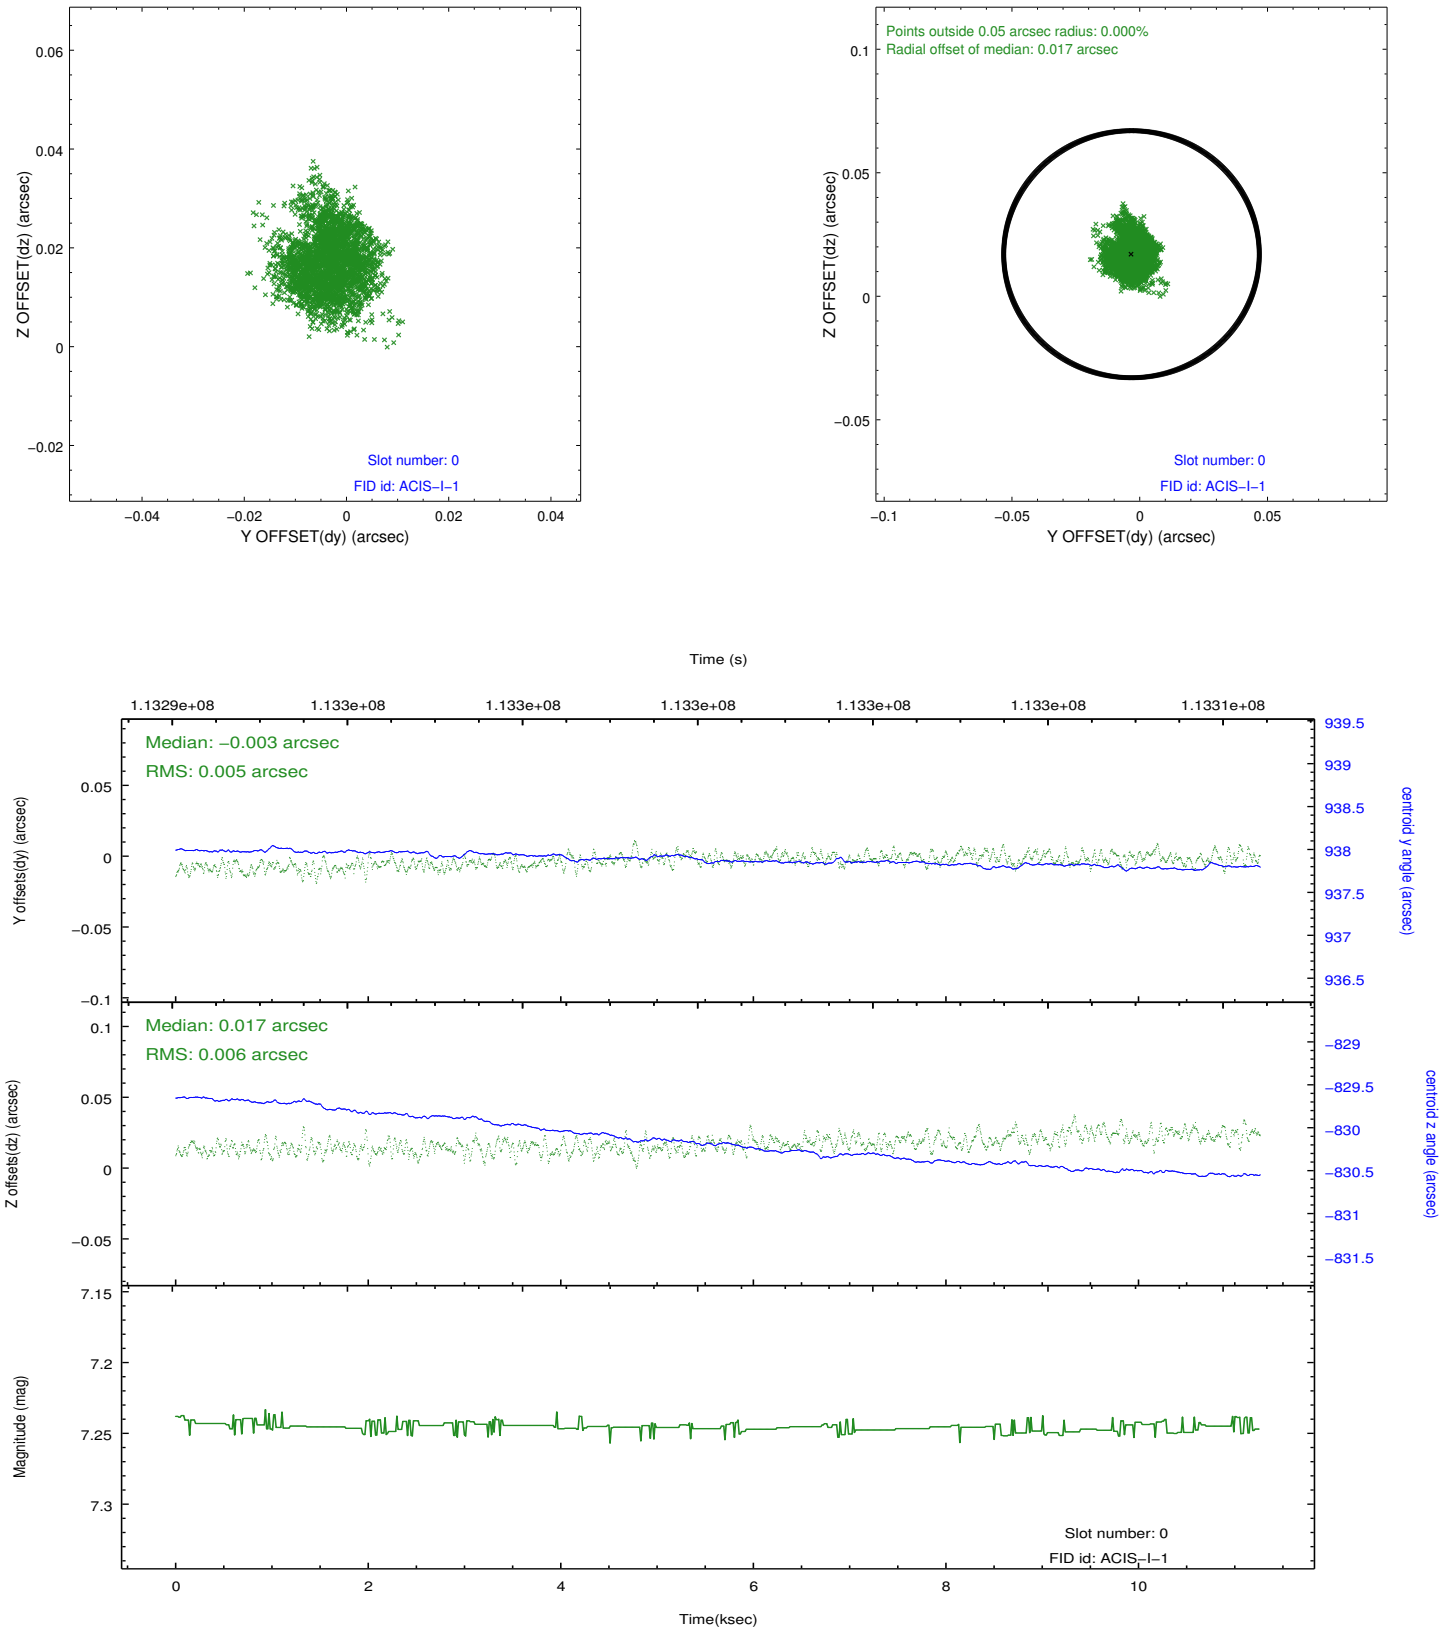 0.06
0.04
0.02
0
−0.02
Z OFFSET(dz) (arcsec)
Slot number: 0
FID id: ACIS−I−1
−0.04
−0.02
0
0.02
0.04
Y OFFSET(dy) (arcsec)
Points outside 0.05 arcsec radius: 0.000%
Radial offset of median: 0.017 arcsec
0.1
0.05
0
−0.05
Z OFFSET(dz) (arcsec)
Slot number: 0
FID id: ACIS−I−1
−0.1
−0.05
0
0.05
Y OFFSET(dy) (arcsec)
Time (s)
1.1329e+08
1.133e+08
1.133e+08
1.133e+08
1.133e+08
1.133e+08
1.1331e+08
Median: −0.003 arcsec
RMS: 0.005 arcsec
0.05
0
−0.05
−0.1
Y offsets(dy) (arcsec)
939.5
939
938.5
938
937.5
937
936.5
centroid y angle (arcsec)
Median: 0.017 arcsec
RMS: 0.006 arcsec
0.1
0.05
0
−0.05
Z offsets(dz) (arcsec)
−829
−829.5
−830
−830.5
−831
−831.5
centroid z angle (arcsec)
7.15
7.2
7.25
7.3
Magnitude (mag)
Slot number: 0
FID id: ACIS−I−1
0
2
4
6
8
10
Time(ksec)